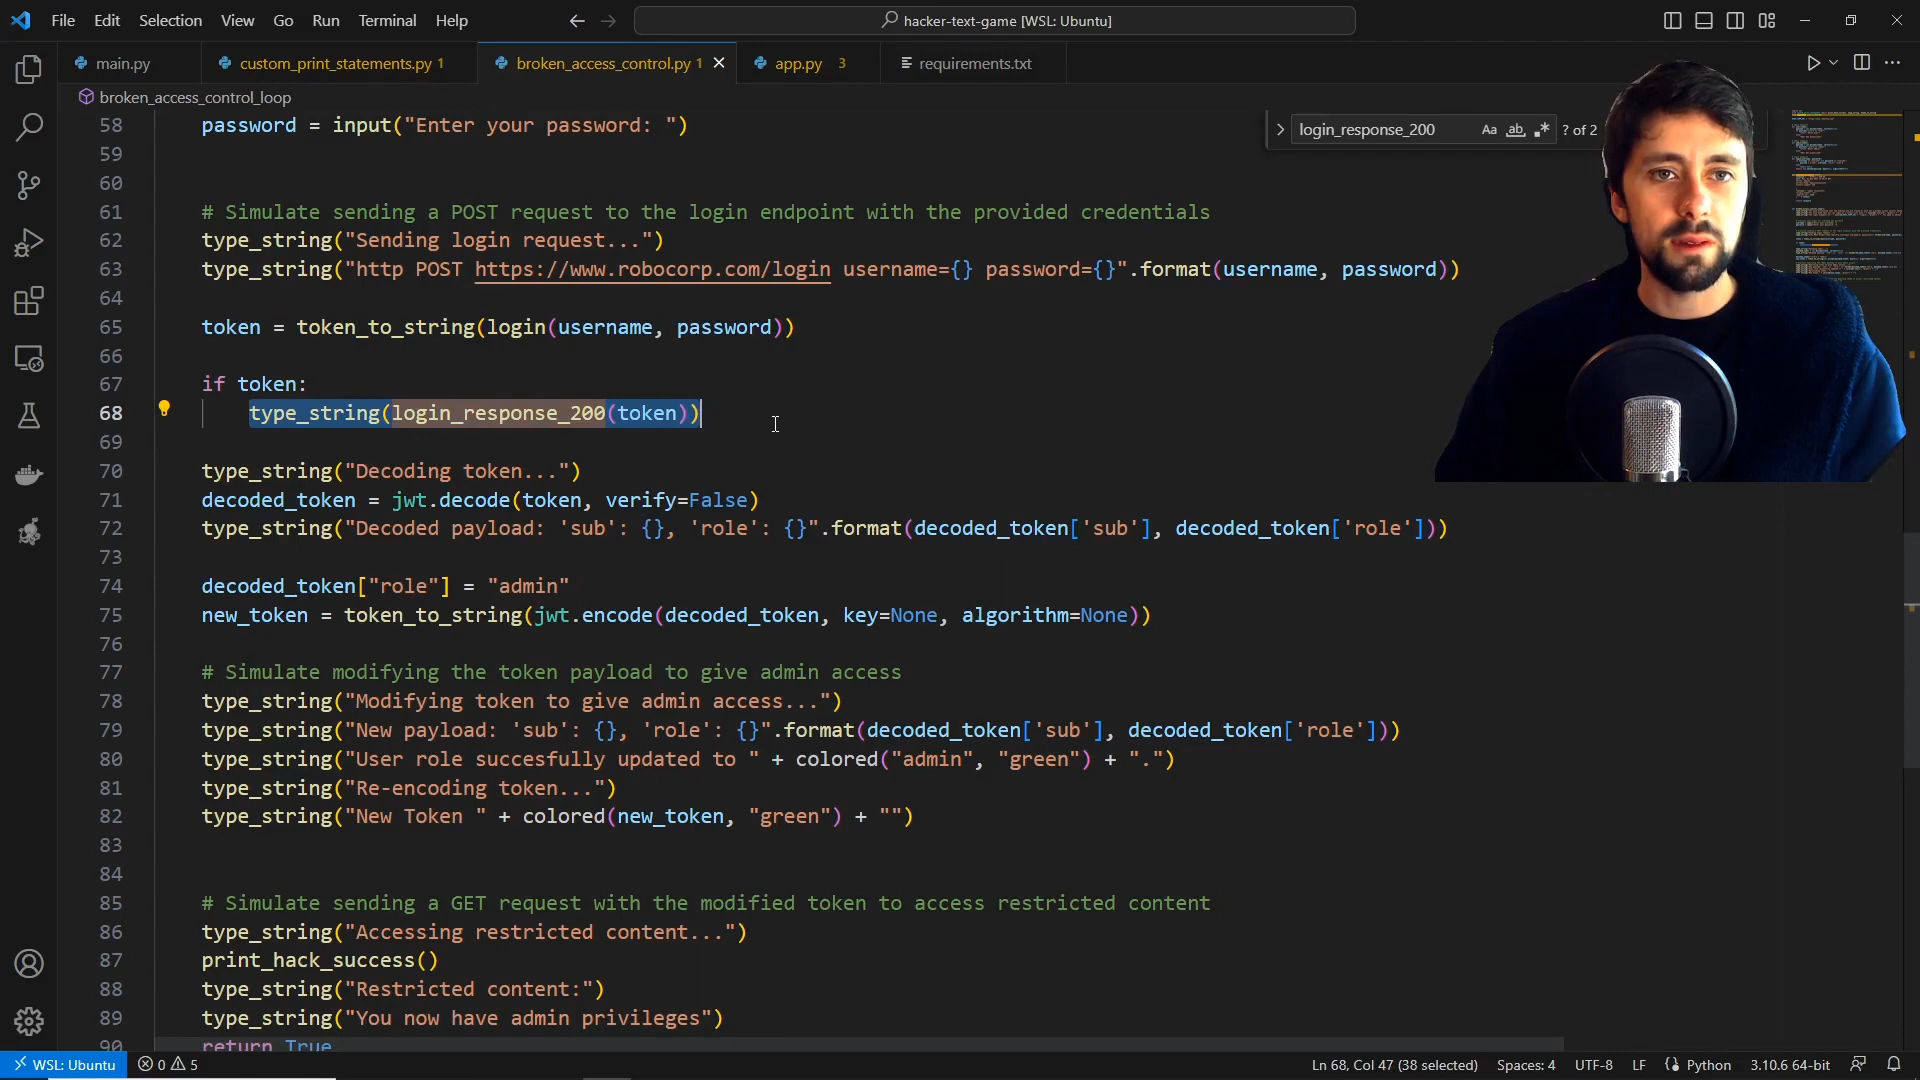 File Edit Selection View Go Run Terminal Help
hacker-text-game [WSL: Ubuntu]
main.py
custom_print_statements.py 1
broken_access_control.py 1
app.py 3
requirements.txt
broken_access_control_loop
login_response_200 Aa ab ? of 2
58 password = input("Enter your password: ")
59
60
61 # Simulate sending a POST request to the login endpoint with the provided credentials
62 type_string("Sending login request...")
63 type_string("http POST https://www.robocorp.com/login username={} password={}".format(username, password))
64
65 token = token_to_string(login(username, password))
66
67 if token:
68 type_string(login_response_200(token))
69
70 type_string("Decoding token...")
71 decoded_token = jwt.decode(token, verify=False)
72 type_string("Decoded payload: 'sub': {}, 'role': {}".format(decoded_token['sub'], decoded_token['role']))
73
74 decoded_token["role"] = "admin"
75 new_token = token_to_string(jwt.encode(decoded_token, key=None, algorithm=None))
76
77 # Simulate modifying the token payload to give admin access
78 type_string("Modifying token to give admin access...")
79 type_string("New payload: 'sub': {}, 'role': {}".format(decoded_token['sub'], decoded_token['role']))
80 type_string("User role succesfully updated to " + colored("admin", "green") + ".")
81 type_string("Re-encoding token...")
82 type_string("New Token " + colored(new_token, "green") + "")
83
84
85 # Simulate sending a GET request with the modified token to access restricted content
86 type_string("Accessing restricted content...")
87 print_hack_success()
88 type_string("Restricted content:")
89 type_string("You now have admin privileges")
90 return True
WSL: Ubuntu 0 5 Ln 68, Col 47 (38 selected) Spaces: 4 UTF-8 LF Python 3.10.6 64-bit